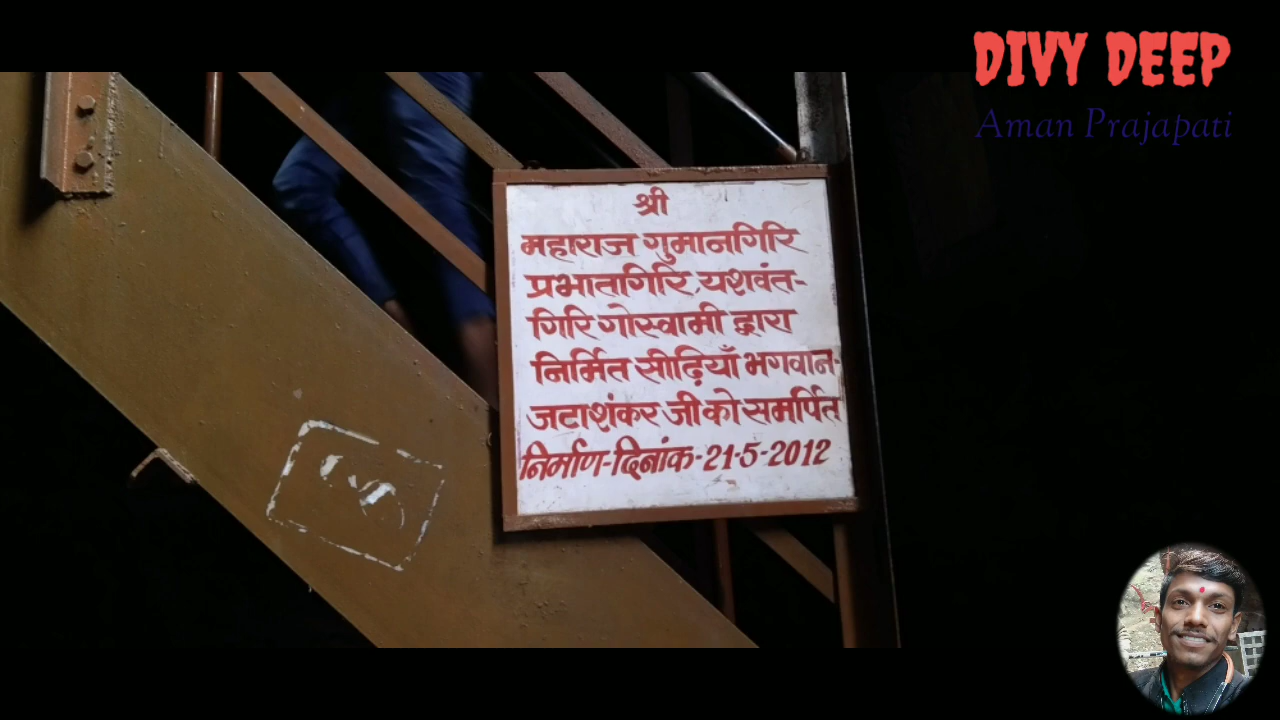 DIVY DEEP
Aman Prajapati
श्री
महाराज गुमानगिरि
प्रभातगिरि, यशवंत-
गिरि गोस्वामी द्वारा
निर्मित सीढ़ियाँ भगवान-
जटाशंकर जी को समर्पित
निर्माण-दिनांक-21-5-2012